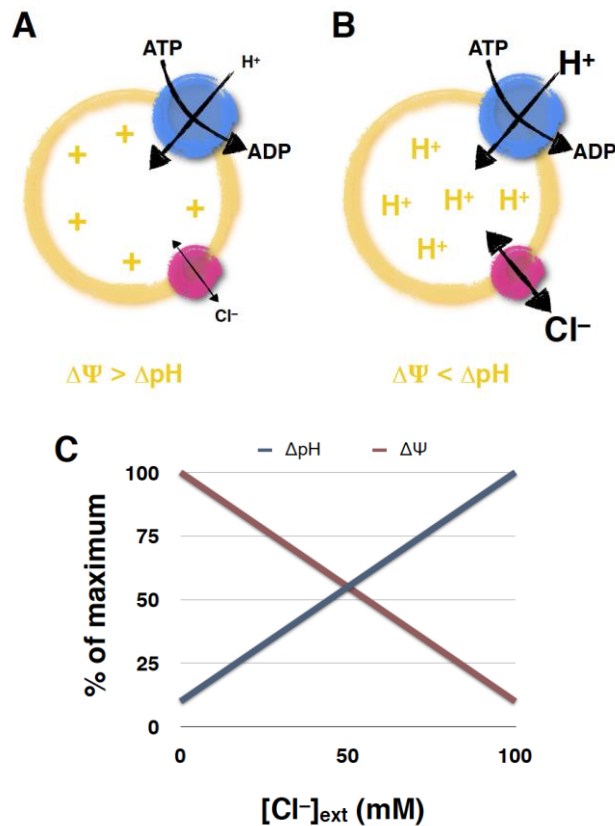 A
ATP
H⁺
ADP
+
+
+
+
+
Cl⁻
ΔΨ > ΔpH
B
ATP
H⁺
ADP
H⁺
H⁺
H⁺
H⁺
H⁺
Cl⁻
ΔΨ < ΔpH
C
ΔpH ΔΨ
100
75
50
25
0
% of maximum
0 50 100
[Cl⁻]ext (mM)